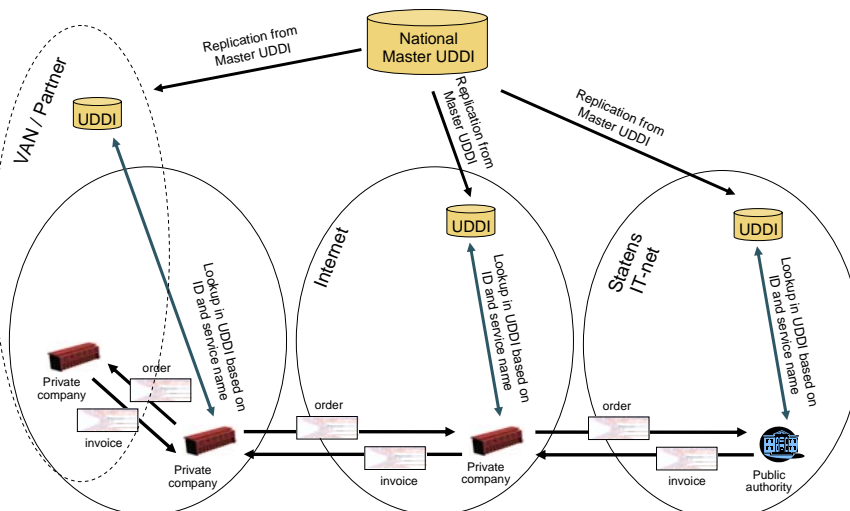 National
Master UDDI
Replication from
Master UDDI
Replication from
Master UDDI
Replication from
Master UDDI
VAN / Partner
UDDI
Internet
UDDI
Statens
IT-net
UDDI
Lookup in UDDI based on
ID and service name
Lookup in UDDI based on
ID and service name
Lookup in UDDI based on
ID and service name
Private
company
order
invoice
Private
company
order
invoice
Private
company
order
invoice
Public
authority